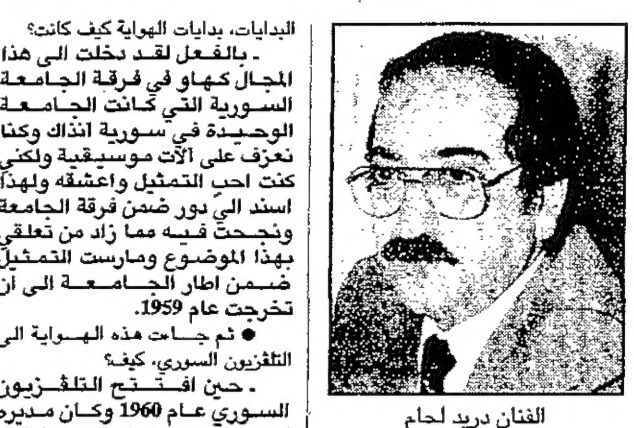 البدايات، بدايات الهواية كيف كانت؟
ـ بالفعل لقد دخلت الى هذا
المجال كهاو في فرقة الجامعة
السورية التي كانت الجامعة
الوحيدة في سورية انذاك وكنا
نعزف على آلات موسيقية ولكني
كنت احب التمثيل واعشقه ولهذا
اسند الي دور ضمن فرقة الجامعة
ونجحت فيه مما زاد من تعلقي
بهذا الموضوع ومارست التمثيل
ضمن اطار الجامعة الى ان
تخرجت عام 1959.
● ثم جاءت هذه الهواية الى
التلفزيون السوري، كيف؟
ـ حين افتتح التلفزيون
السوري عام 1960 وكان مديره
الفنان دريد لحام